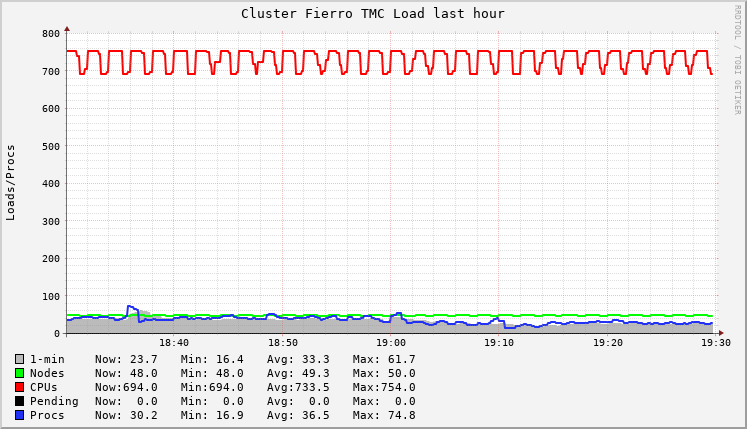 Cluster Fierro TMC Load last hour
RRDTOOL / TOBI OETIKER
Loads/Procs
800
700
600
500
400
300
200
100
0
18:40 18:50 19:00 19:10 19:20 19:30
1-min Now: 23.7 Min: 16.4 Avg: 33.3 Max: 61.7
Nodes Now: 48.0 Min: 48.0 Avg: 49.3 Max: 50.0
CPUs Now:694.0 Min:694.0 Avg:733.5 Max:754.0
Pending Now: 0.0 Min: 0.0 Avg: 0.0 Max: 0.0
Procs Now: 30.2 Min: 16.9 Avg: 36.5 Max: 74.8